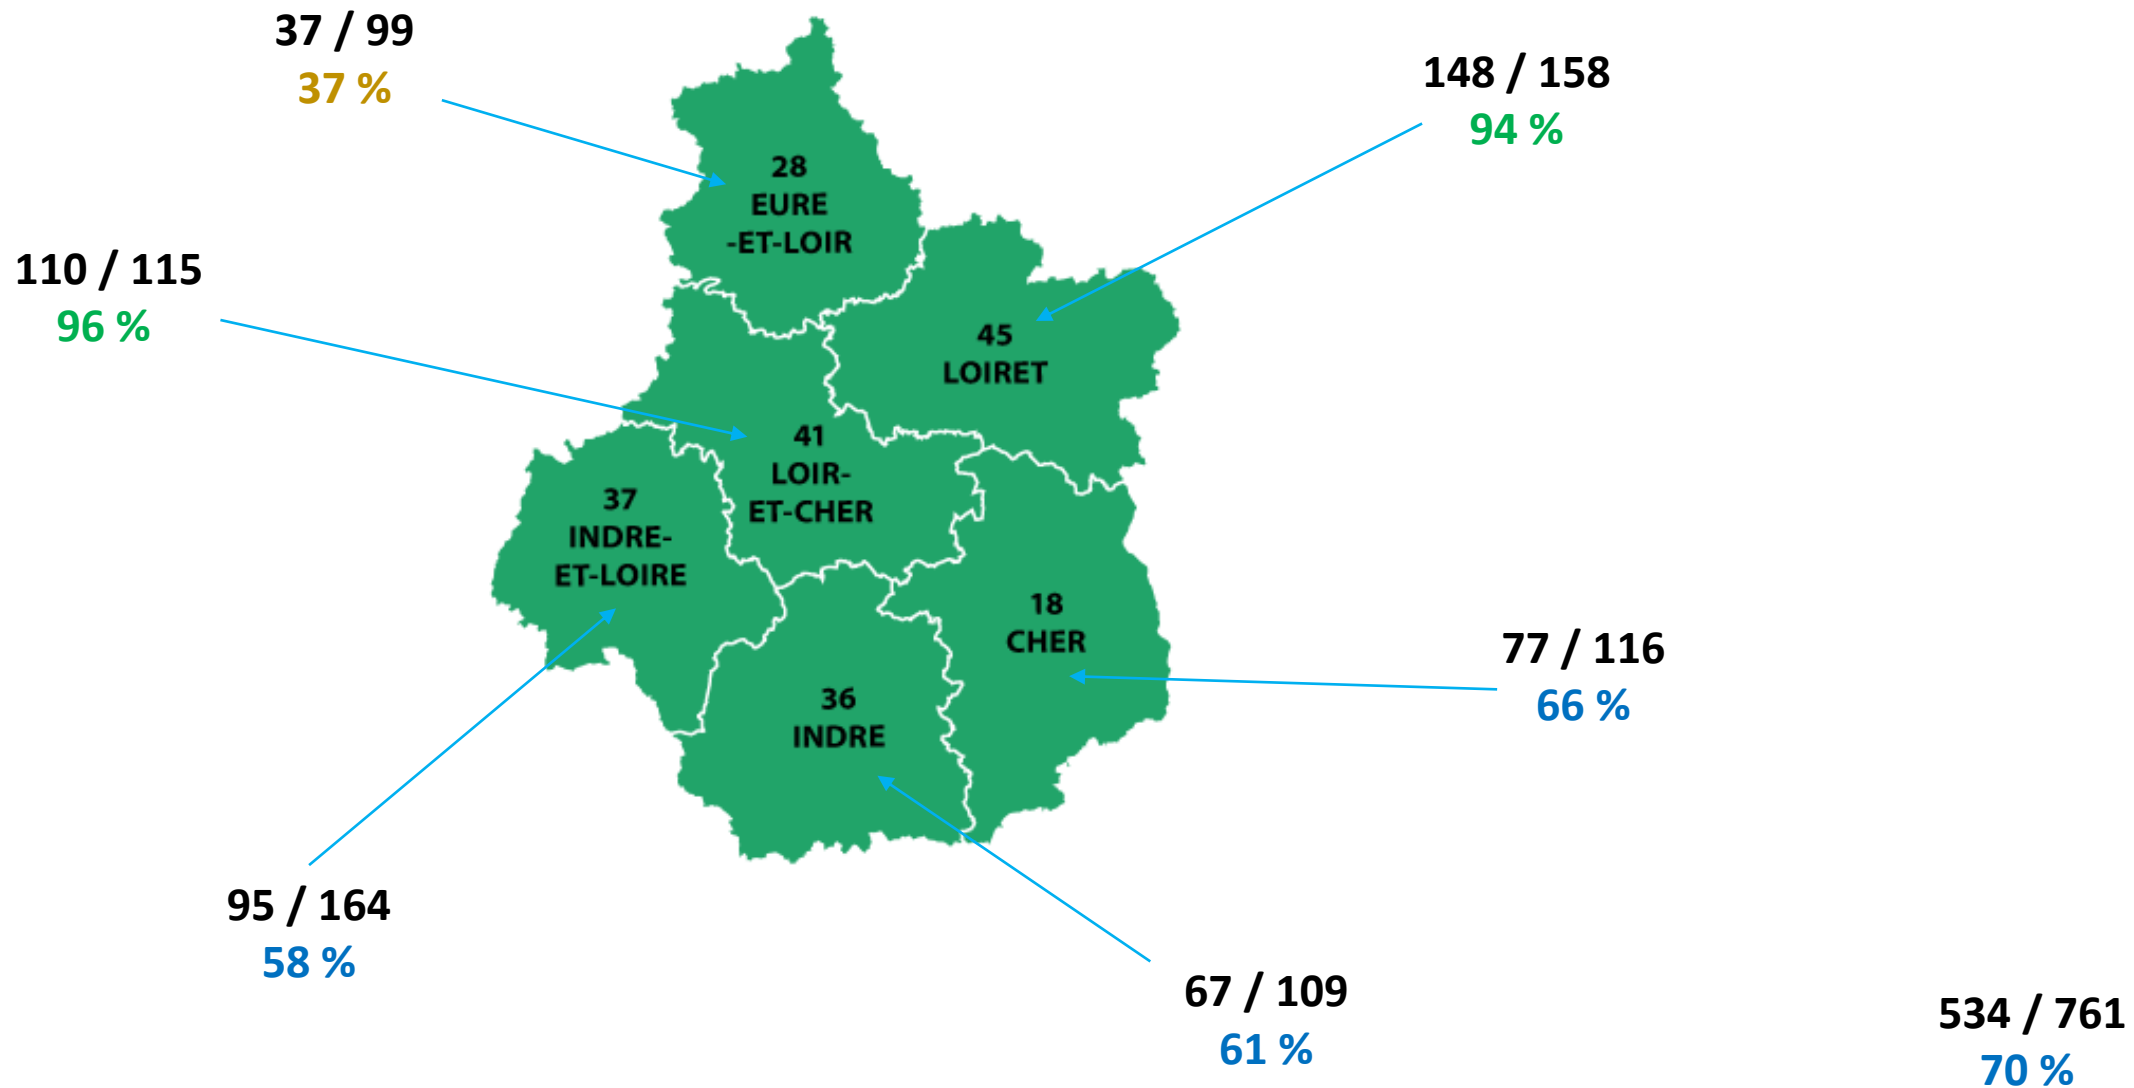 37 / 99
37 %
148 / 158
94 %
28
EURE
-ET-LOIR
110 / 115
96 %
45
LOIRET
41
LOIR-
ET-CHER
37
INDRE-
ET-LOIRE
18
CHER
77 / 116
66 %
36
INDRE
95 / 164
58 %
67 / 109
61 %
534 / 761
70 %